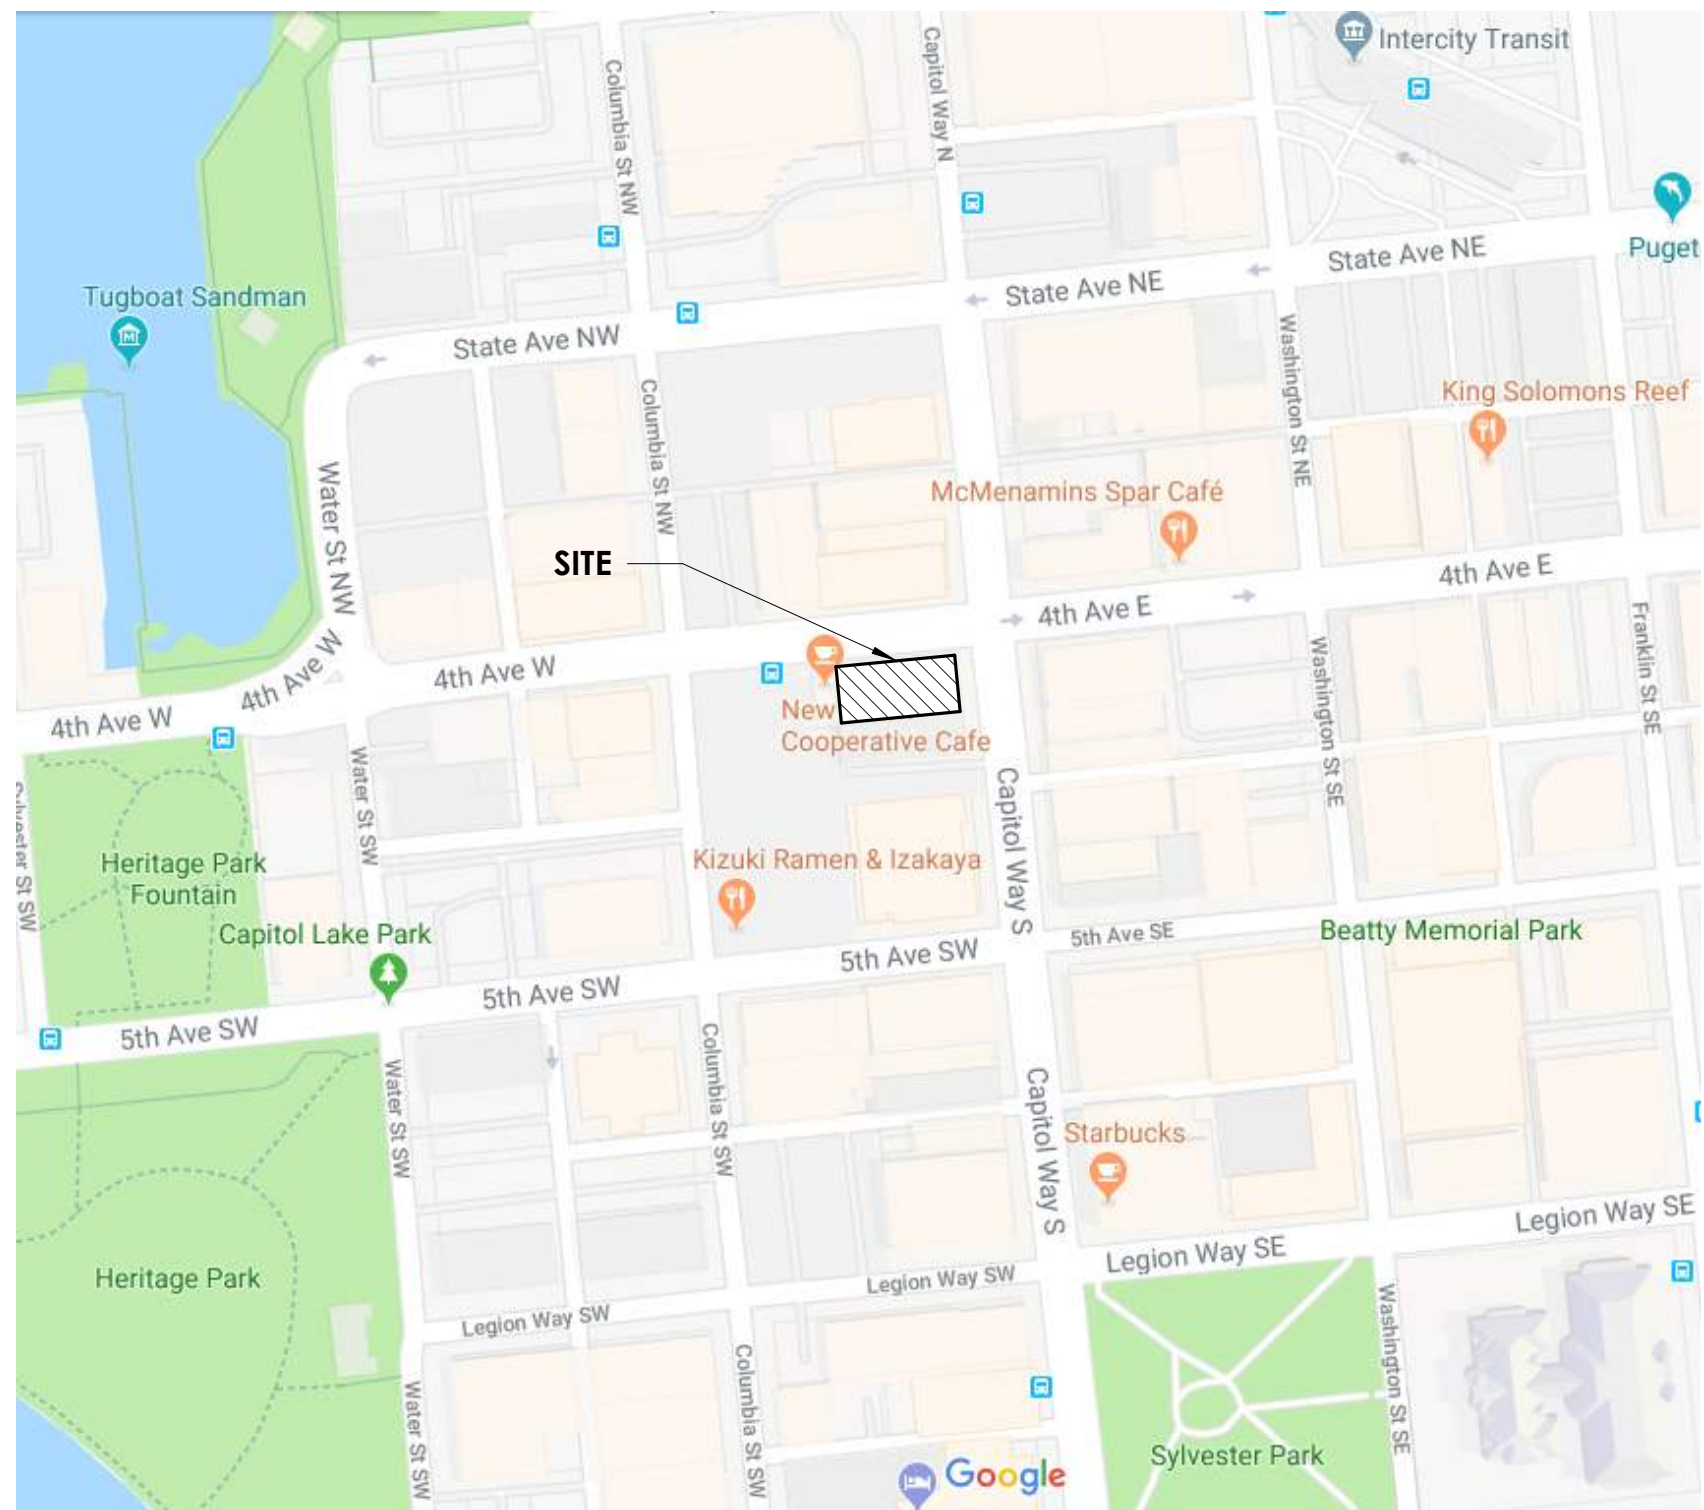 Intercity Transit
Capitol Way N
Columbia St NW
State Ave NE
Puget
State Ave NE
Tugboat Sandman
State Ave NW
Washington St NE
King Solomons Reef
Columbia St NW
Water St NW
McMenamins Spar Café
SITE
4th Ave E
4th Ave E
Franklin St SE
4th Ave W
4th Ave W
4th Ave W
Washington St SE
New
Cooperative Cafe
Water St SW
Capitol Way S
Sylvester St SW
Heritage Park
Fountain
Kizuki Ramen & Izakaya
Capitol Lake Park
5th Ave SE
Beatty Memorial Park
5th Ave SW
5th Ave SW
5th Ave SW
Columbia St SW
Water St SW
Capitol Way S
Starbucks
Legion Way SE
Legion Way SE
Heritage Park
Legion Way SW
Legion Way SW
Washington St SE
Columbia St SW
Water St SW
Sylvester Park
Google